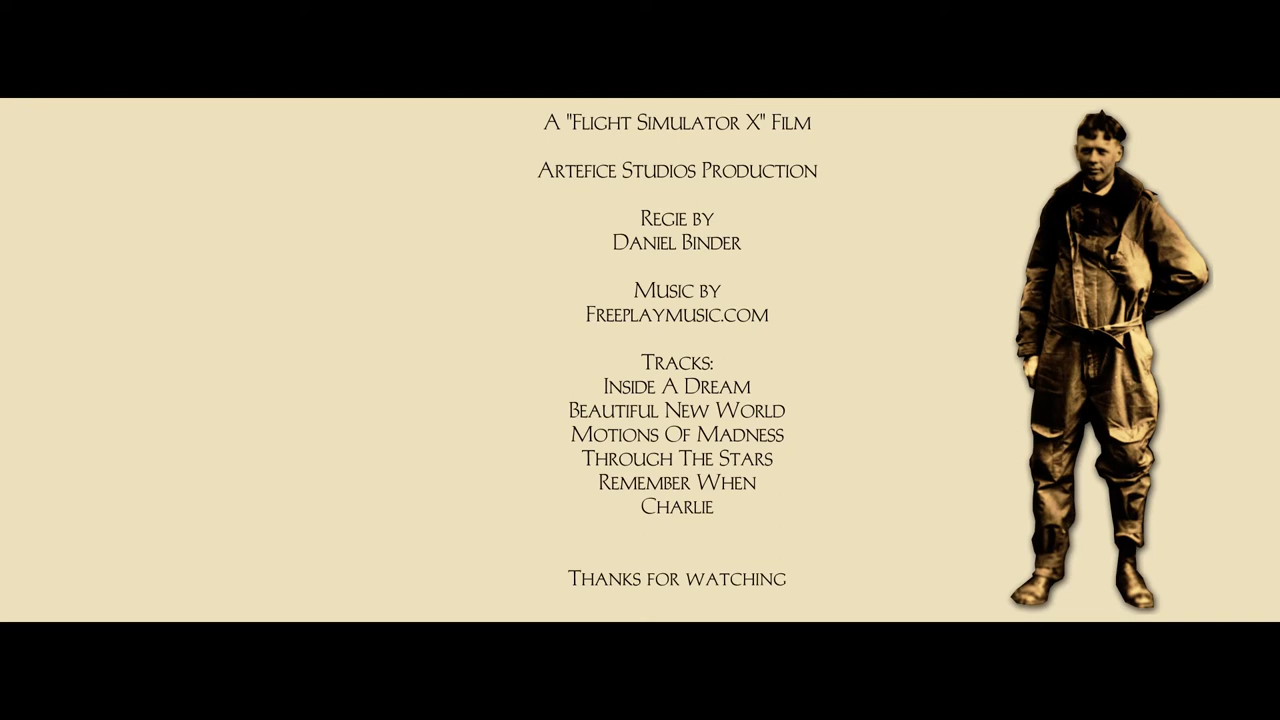 A "Flight Simulator X" Film
Artefice Studios Production
Regie by
Daniel Binder
Music by
Freeplaymusic.com
Tracks:
Inside A Dream
Beautiful New World
Motions Of Madness
Through The Stars
Remember When
Charlie
Thanks for watching